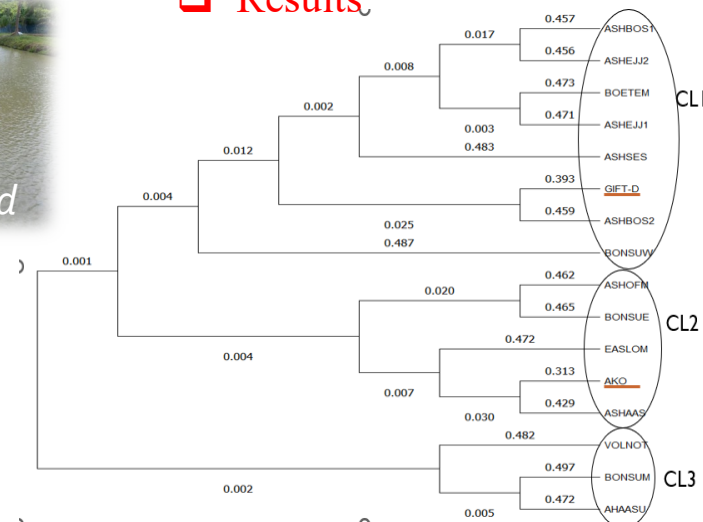 Results
0.457
ASHBOS1
0.017
0.456
ASHEJJ2
0.008
0.473
BOETEM
CL1
0.002
0.471
ASHEJJ1
0.003
0.012
0.483
ASHSES
0.393
GIFT-D
0.004
0.459
ASHBOS2
0.025
0.487
BONSUW
0.001
0.462
ASHOFM
0.020
0.465
BONSUE
CL2
0.472
EASLOM
0.004
0.313
AKO
0.007
0.429
ASHAAS
0.030
0.482
VOLNOT
0.497
BONSUM
CL3
0.002
0.472
AHAASU
0.005